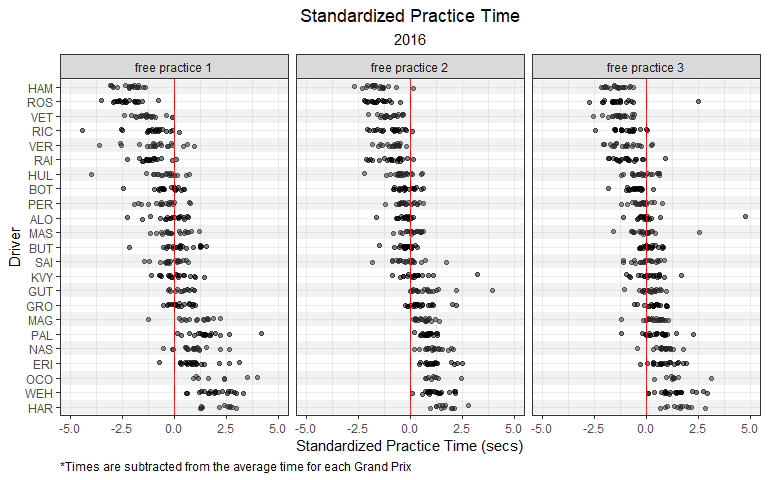 Standardized Practice Time
2016
free practice 1
free practice 2
free practice 3
Driver
HAM
ROS
VET
RIC
VER
RAI
HUL
BOT
PER
ALO
MAS
BUT
SAI
KVY
GUT
GRO
MAG
PAL
NAS
ERI
OCO
WEH
HAR
-5.0 -2.5 0.0 2.5 5.0 -5.0 -2.5 0.0 2.5 5.0 -5.0 -2.5 0.0 2.5 5.0
Standardized Practice Time (secs)
*Times are subtracted from the average time for each Grand Prix